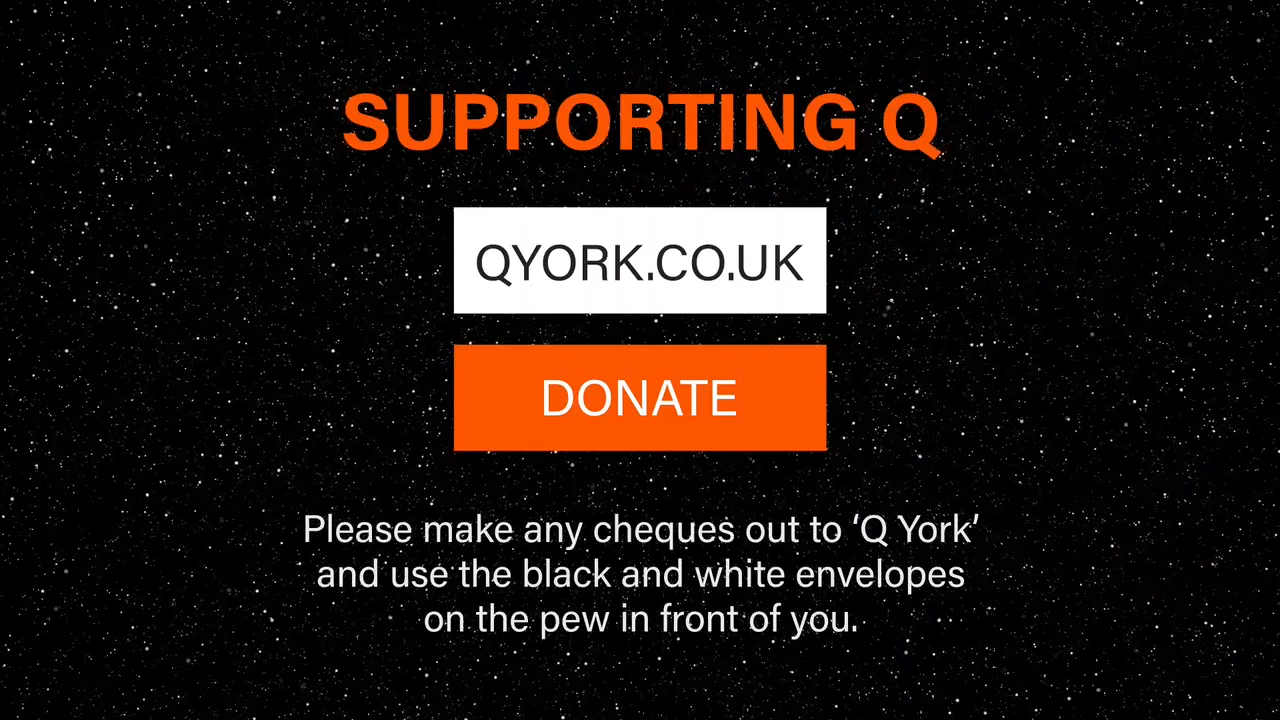 SUPPORTING Q
QYORK.CO.UK
DONATE
Please make any cheques out to ‘Q York’
and use the black and white envelopes
on the pew in front of you.